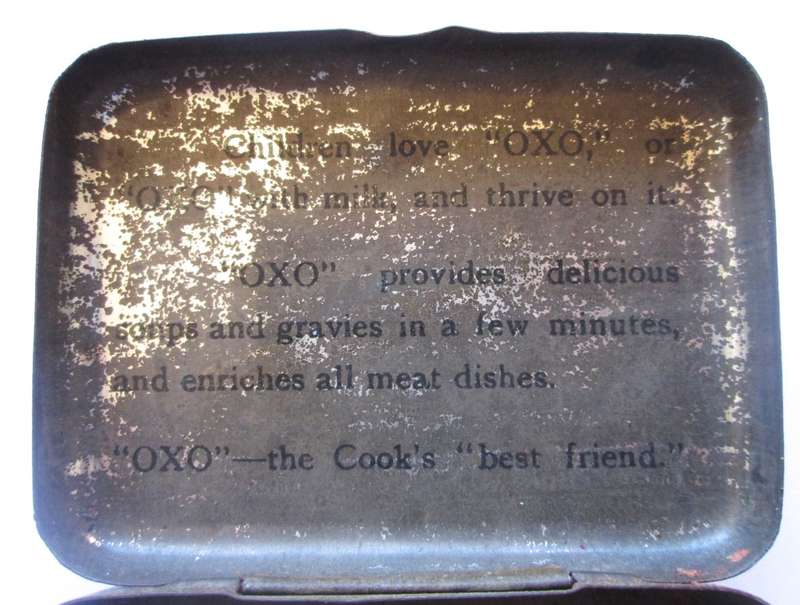 Children love "OXO," or
"OXO" with milk, and thrive on it.
"OXO" provides delicious
soups and gravies in a few minutes,
and enriches all meat dishes.
"OXO"—the Cook's "best friend."